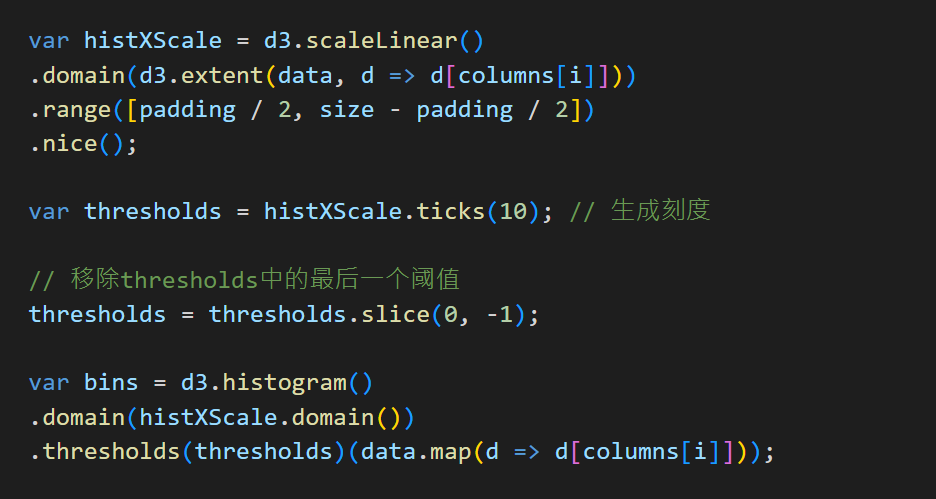 var histXScale = d3.scaleLinear()
.domain(d3.extent(data, d => d[columns[i]]))
.range([padding / 2, size - padding / 2])
.nice();
var thresholds = histXScale.ticks(10); // 生成刻度
// 移除thresholds中的最后一个阈值
thresholds = thresholds.slice(0, -1);
var bins = d3.histogram()
.domain(histXScale.domain())
.thresholds(thresholds)(data.map(d => d[columns[i]]));